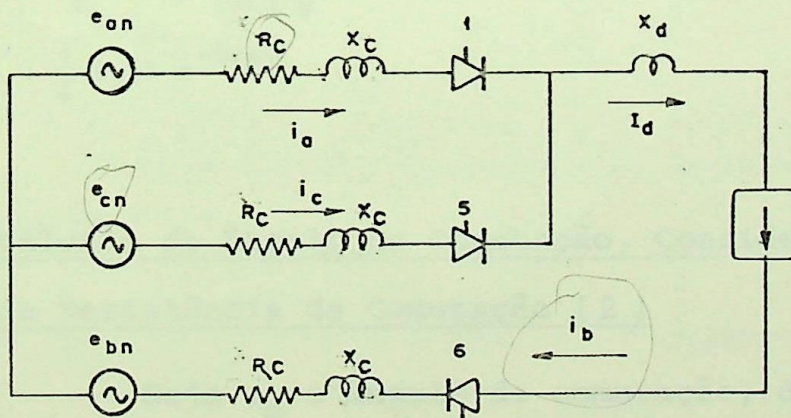 e_an R_C X_C 1 X_d
i_a I_d
e_cn R_C i_c X_C 5
i_b
e_bn R_C X_C 6